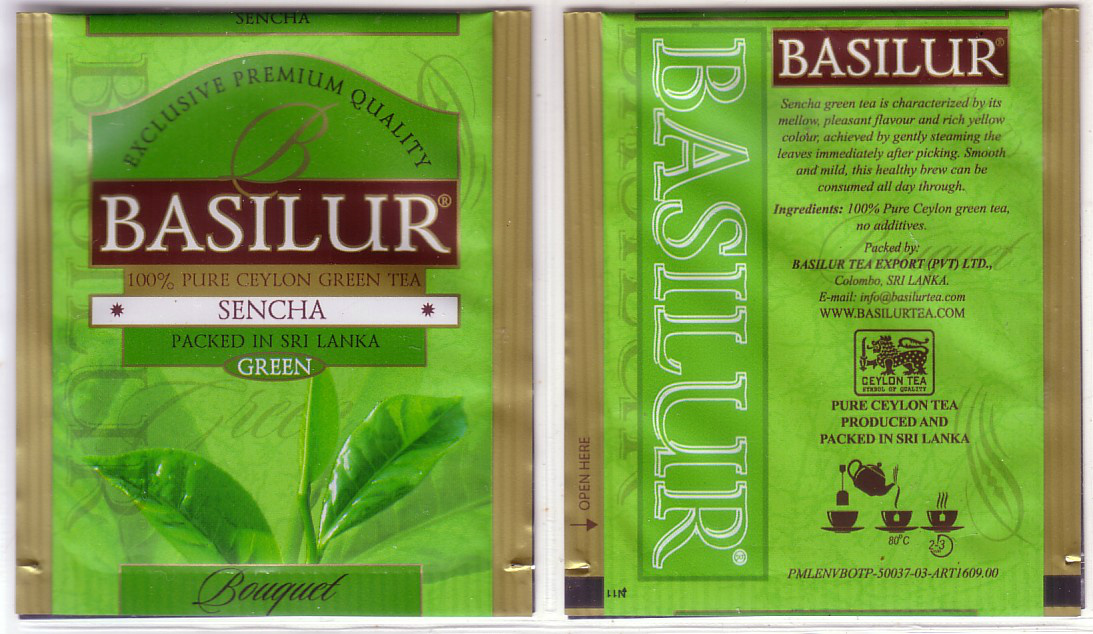 SENCHA
EXCLUSIVE PREMIUM QUALITY
B
BASILUR®
100% PURE CEYLON GREEN TEA
SENCHA
PACKED IN SRI LANKA
GREEN
Bouquet
BASILUR®
OPEN HERE
BASILUR®
Sencha green tea is characterized by its
mellow, pleasant flavour and rich yellow
colour, achieved by gently steaming the
leaves immediately after picking. Smooth
and mild, this healthy brew can be
consumed all day through.
Ingredients: 100% Pure Ceylon green tea,
no additives.
Packed by:
BASILUR TEA EXPORT (PVT) LTD.,
Colombo, SRI LANKA.
E-mail: info@basilurtea.com
WWW.BASILURTEA.COM
CEYLON TEA
SYMBOL OF QUALITY
PURE CEYLON TEA
PRODUCED AND
PACKED IN SRI LANKA
80°C
2-3
PMLENVBOTP-50037-03-ART1609.00